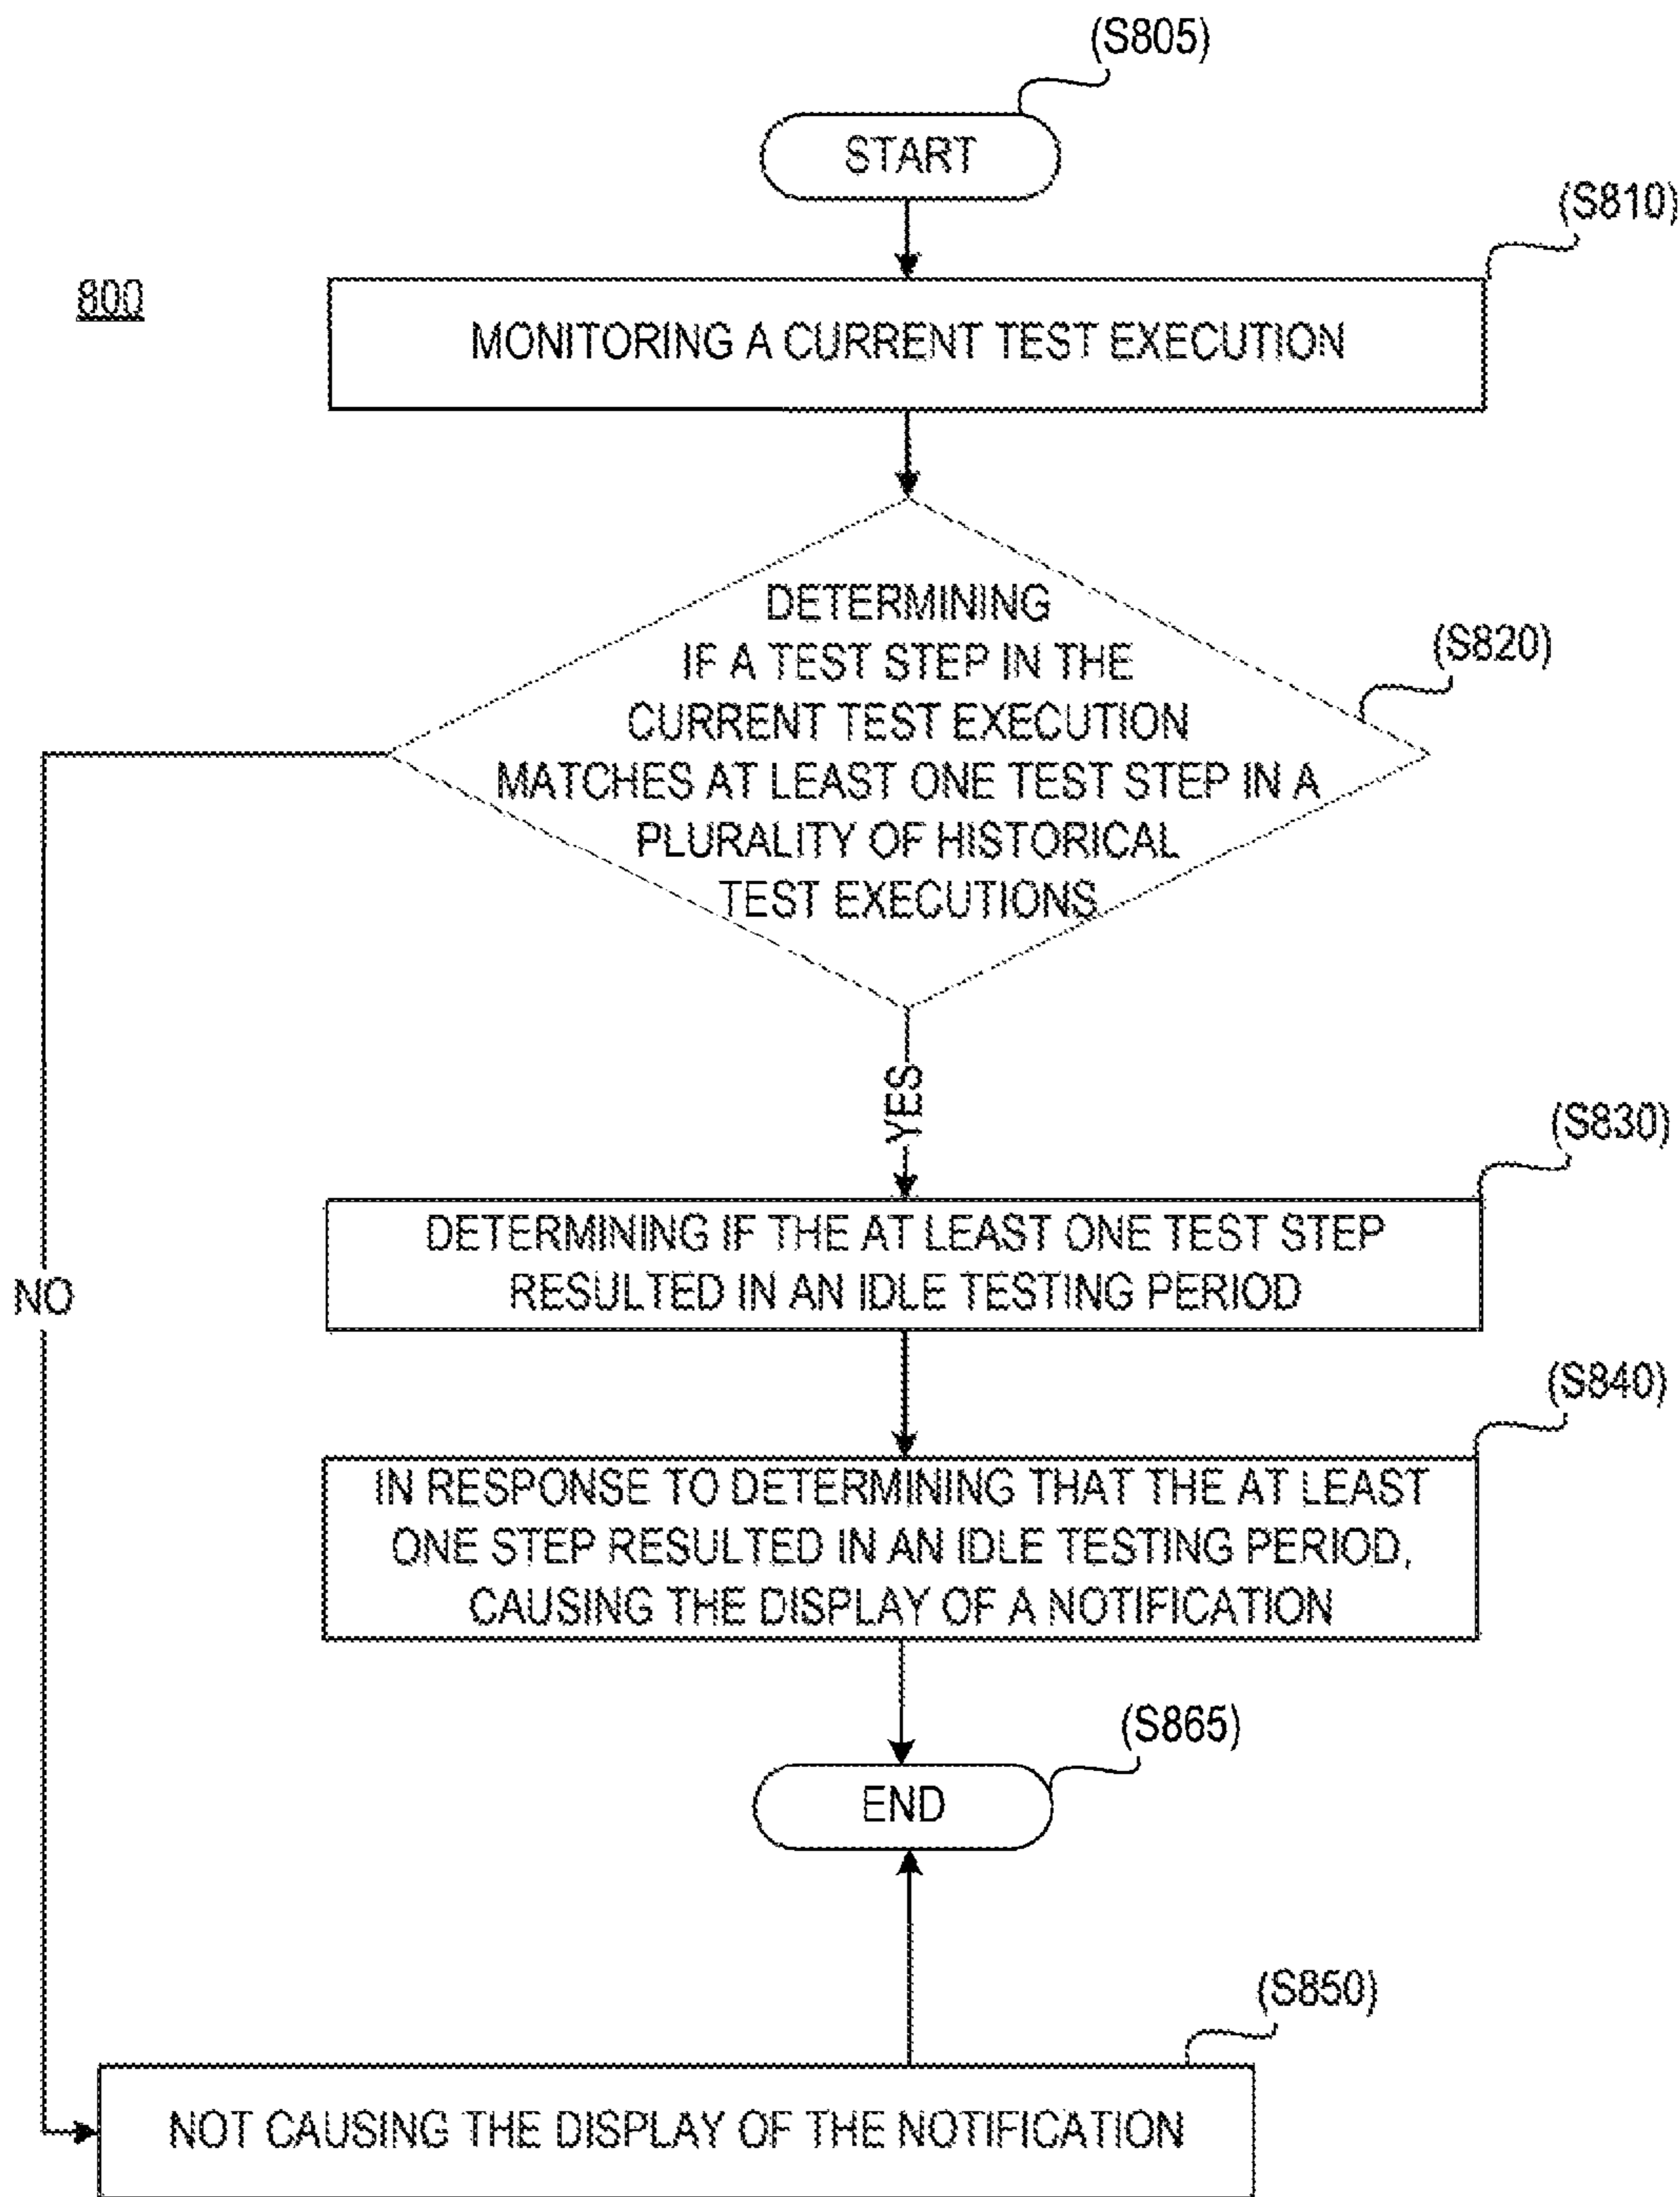 (S805)
START
(S810)
800
MONITORING A CURRENT TEST EXECUTION
DETERMINING
IF A TEST STEP IN THE
CURRENT TEST EXECUTION
MATCHES AT LEAST ONE TEST STEP IN A
PLURALITY OF HISTORICAL
TEST EXECUTIONS
(S820)
YES
NO
(S830)
DETERMINING IF THE AT LEAST ONE TEST STEP
RESULTED IN AN IDLE TESTING PERIOD
(S840)
IN RESPONSE TO DETERMINING THAT THE AT LEAST
ONE STEP RESULTED IN AN IDLE TESTING PERIOD,
CAUSING THE DISPLAY OF A NOTIFICATION
(S865)
END
(S850)
NOT CAUSING THE DISPLAY OF THE NOTIFICATION